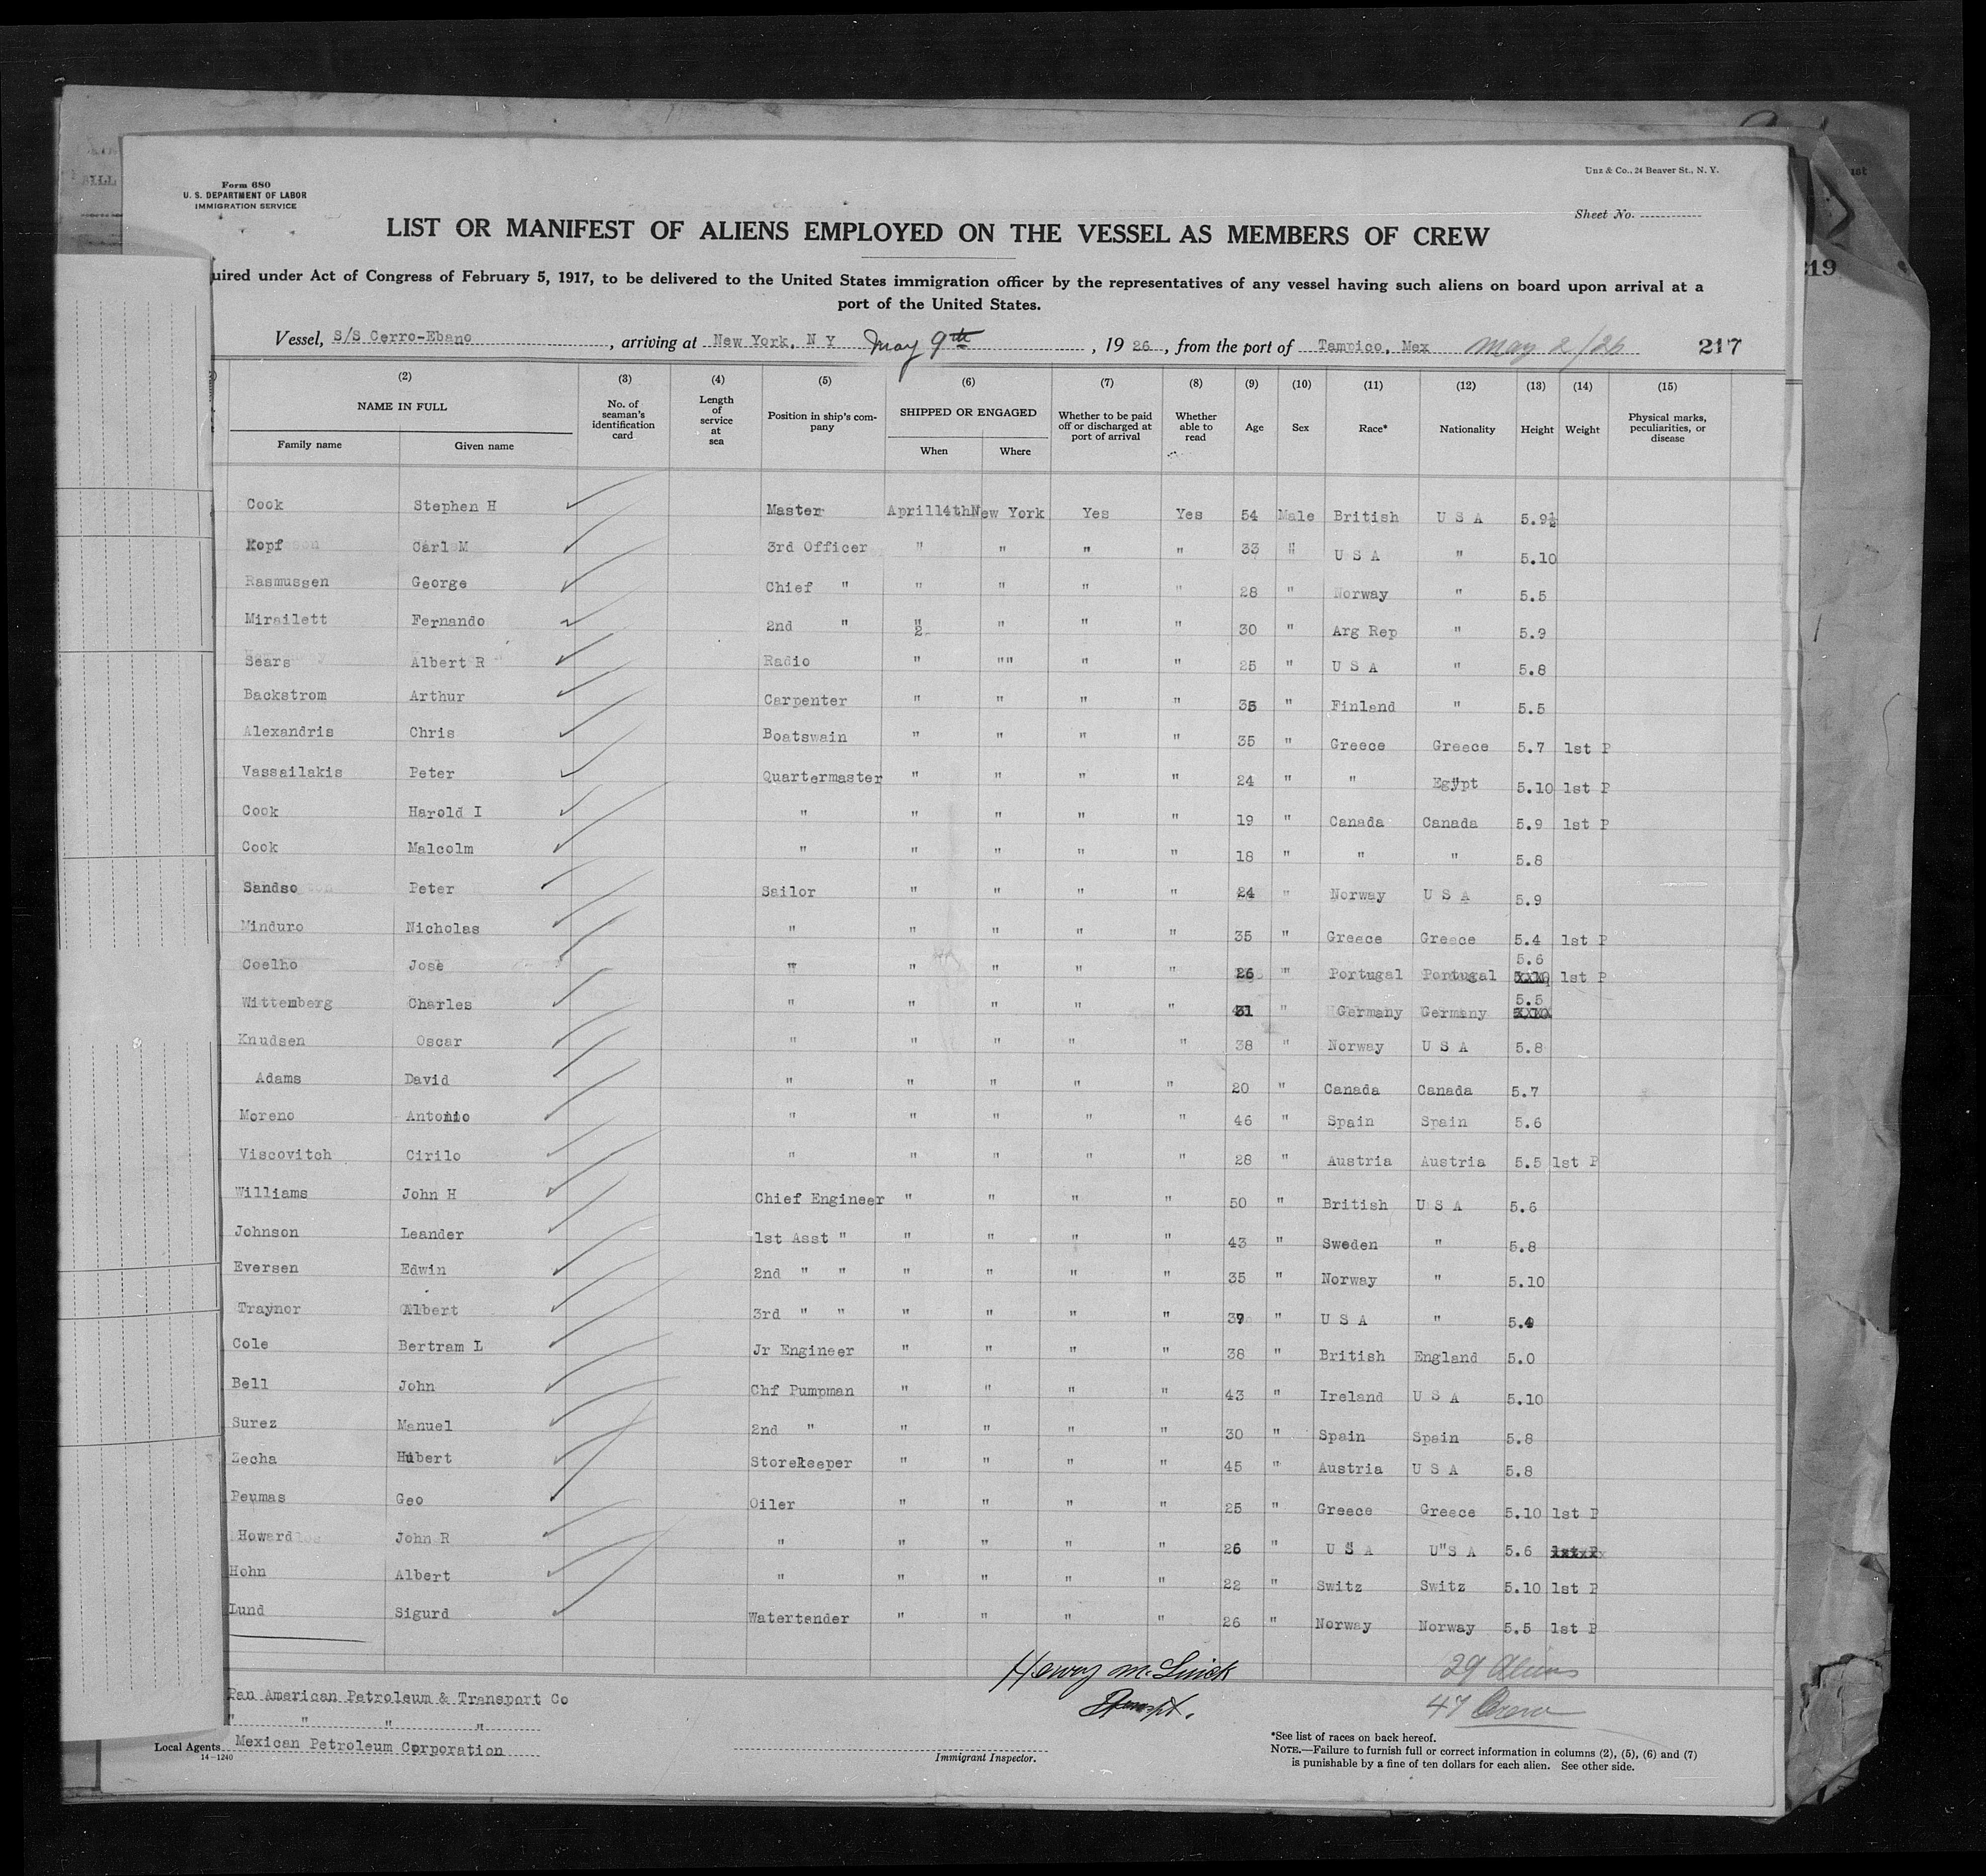 Form 680
U. S. DEPARTMENT OF LABOR
IMMIGRATION SERVICE
Unz & Co., 24 Beaver St., N. Y.
Sheet No.
LIST OR MANIFEST OF ALIENS EMPLOYED ON THE VESSEL AS MEMBERS OF CREW
uired under Act of Congress of February 5, 1917, to be delivered to the United States immigration officer by the representatives of any vessel having such aliens on board upon arrival at a
port of the United States.
219
Vessel, S/S Cerro-Ebano, arriving at New York, N Y May 9th, 1926, from the port of Tampico, Mex May 2/26 217
(2) (3) (4) (5) (6) (7) (8) (9) (10) (11) (12) (13) (14) (15)
NAME IN FULL No. of seaman's identification card Length of service at sea Position in ship's company SHIPPED OR ENGAGED Whether to be paid off or discharged at port of arrival Whether able to read Age Sex Race* Nationality Height Weight Physical marks, peculiarities, or disease
Family name Given name When Where
Cook Stephen H Master April14th New York Yes Yes 54 Male British U S A 5.9½
Kopf Carl M 3rd Officer " " " " 33 " U S A " 5.10
Rasmussen George Chief " " " " " 28 " Norway " 5.5
Mirailett Fernando 2nd " " 2 " " " 30 " Arg Rep " 5.9
Sears Albert R Radio " "" " " 25 " U S A " 5.8
Backstrom Arthur Carpenter " " " " 35 " Finland " 5.5
Alexandris Chris Boatswain " " " " 35 " Greece Greece 5.7 1st P
Vassailakis Peter Quartermaster " " " " 24 " " Egypt 5.10 1st P
Cook Harold I " " " " " 19 " Canada Canada 5.9 1st P
Cook Malcolm " " " " " 18 " " " 5.8
Sandso Peter Sailor " " " " 24 " Norway U S A 5.9
Minduro Nicholas " " " " " 35 " Greece Greece 5.4 1st P
Coelho Jose " " " " " 26 " Portugal Portugal 5.6 1st P
Wittemberg Charles " " " " " 31 " Germany Germany 5.5
Knudsen Oscar " " " " " 38 " Norway U S A 5.8
Adams David " " " " " 20 " Canada Canada 5.7
Moreno Antonio " " " " " 46 " Spain Spain 5.6
Viscovitch Cirilo " " " " " 28 " Austria Austria 5.5 1st P
Williams John H Chief Engineer " " " " 50 " British U S A 5.6
Johnson Leander 1st Asst " " " " " 43 " Sweden " 5.8
Eversen Edwin 2nd " " " " " " 35 " Norway " 5.10
Traynor Albert 3rd " " " " " " 39 " U S A " 5.9
Cole Bertram L Jr Engineer " " " " 38 " British England 5.0
Bell John Chf Pumpman " " " " 43 " Ireland U S A 5.10
Surez Manuel 2nd " " " " " 30 " Spain Spain 5.8
Zecha Hubert Storekeeper " " " " 45 " Austria U S A 5.8
Peumas Geo Oiler " " " " 25 " Greece Greece 5.10 1st P
Howard John R " " " " " 26 " U S A U S A 5.6
Hohn Albert " " " " " 22 " Switz Switz 5.10 1st P
Lund Sigurd Watertender " " " " 26 " Norway Norway 5.5 1st P
Henry M.
29 Aliens
47 Crew
Pan American Petroleum & Transport Co
" " " "
Local Agents Mexican Petroleum Corporation
14-1240
Immigrant Inspector.
*See list of races on back hereof.
NOTE.—Failure to furnish full or correct information in columns (2), (5), (6) and (7)
is punishable by a fine of ten dollars for each alien. See other side.